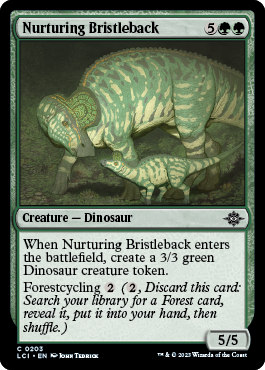 Nurturing Bristleback 5
Creature — Dinosaur
When Nurturing Bristleback enters
the battlefield, create a 3/3 green
Dinosaur creature token.
Forestcycling 2 (2, Discard this card:
Search your library for a Forest card,
reveal it, put it into your hand, then
shuffle.)
5/5
C 0203
LCI • EN John Tedrick
™ & © 2023 Wizards of the Coast